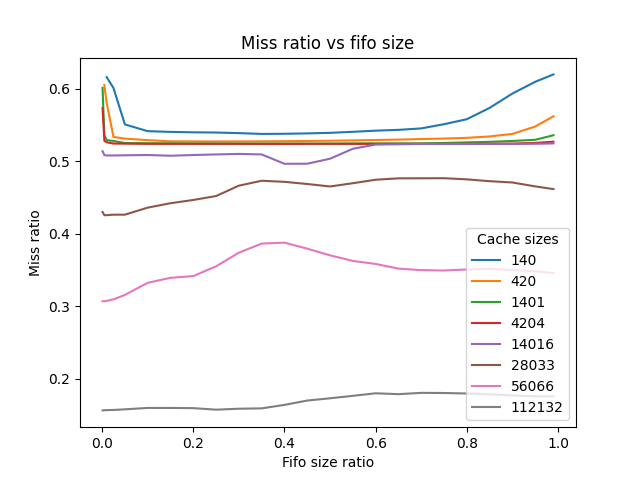 Miss ratio vs fifo size
Miss ratio
0.6
0.5
0.4
0.3
0.2
0.0 0.2 0.4 0.6 0.8 1.0
Fifo size ratio
Cache sizes
140
420
1401
4204
14016
28033
56066
112132